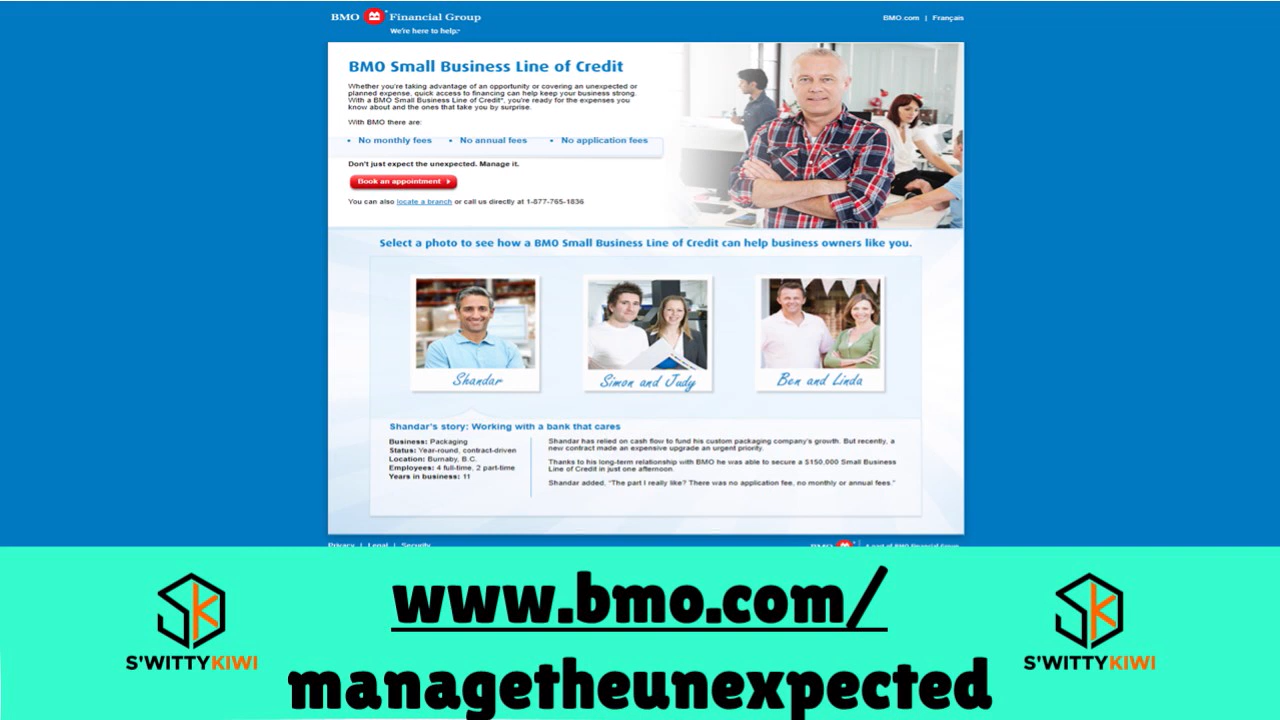 BMO Financial Group
We're here to help.
BMO.com | Français
BMO Small Business Line of Credit
Whether you're taking advantage of an opportunity or covering an unexpected or
planned expense, quick access to financing can help keep your business strong.
With a BMO Small Business Line of Credit*, you're ready for the expenses you
know about and the ones that take you by surprise.
With BMO there are:
• No monthly fees • No annual fees • No application fees
Don't just expect the unexpected. Manage it.
Book an appointment
You can also locate a branch or call us directly at 1-877-765-1836
Select a photo to see how a BMO Small Business Line of Credit can help business owners like you.
Shandar
Simon and Judy
Ben and Linda
Shandar's story: Working with a bank that cares
Business: Packaging
Status: Year-round, contract-driven
Location: Burnaby, B.C.
Employees: 4 full-time, 2 part-time
Years in business: 11
Shandar has relied on cash flow to fund his custom packaging company's growth. But recently, a
new contract made an expensive upgrade an urgent priority.
Thanks to his long-term relationship with BMO he was able to secure a $150,000 Small Business
Line of Credit in just one afternoon.
Shandar added, "The part I really like? There was no application fee, no monthly or annual fees."
Privacy | Legal | Security
BMO A part of BMO Financial Group
www.bmo.com/
managetheunexpected
S'WITTY KIWI
S'WITTY KIWI